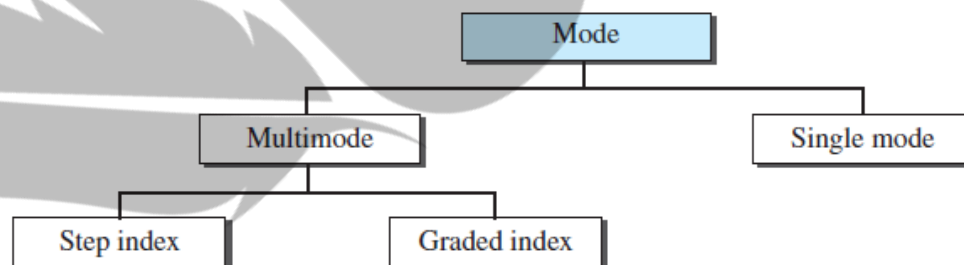 Mode
Multimode
Single mode
Step index
Graded index